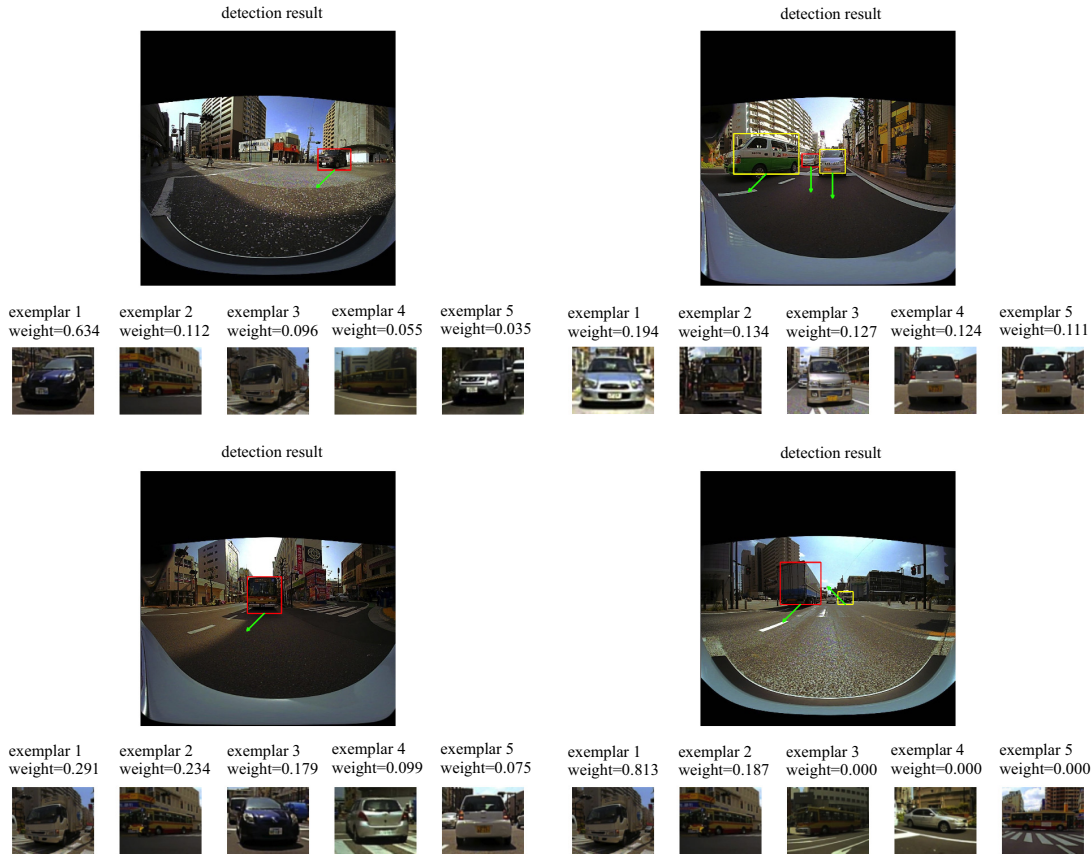 detection result
detection result
exemplar 1
weight=0.634
exemplar 2
weight=0.112
exemplar 3
weight=0.096
exemplar 4
weight=0.055
exemplar 5
weight=0.035
exemplar 1
weight=0.194
exemplar 2
weight=0.134
exemplar 3
weight=0.127
exemplar 4
weight=0.124
exemplar 5
weight=0.111
detection result
detection result
exemplar 1
weight=0.291
exemplar 2
weight=0.234
exemplar 3
weight=0.179
exemplar 4
weight=0.099
exemplar 5
weight=0.075
exemplar 1
weight=0.813
exemplar 2
weight=0.187
exemplar 3
weight=0.000
exemplar 4
weight=0.000
exemplar 5
weight=0.000